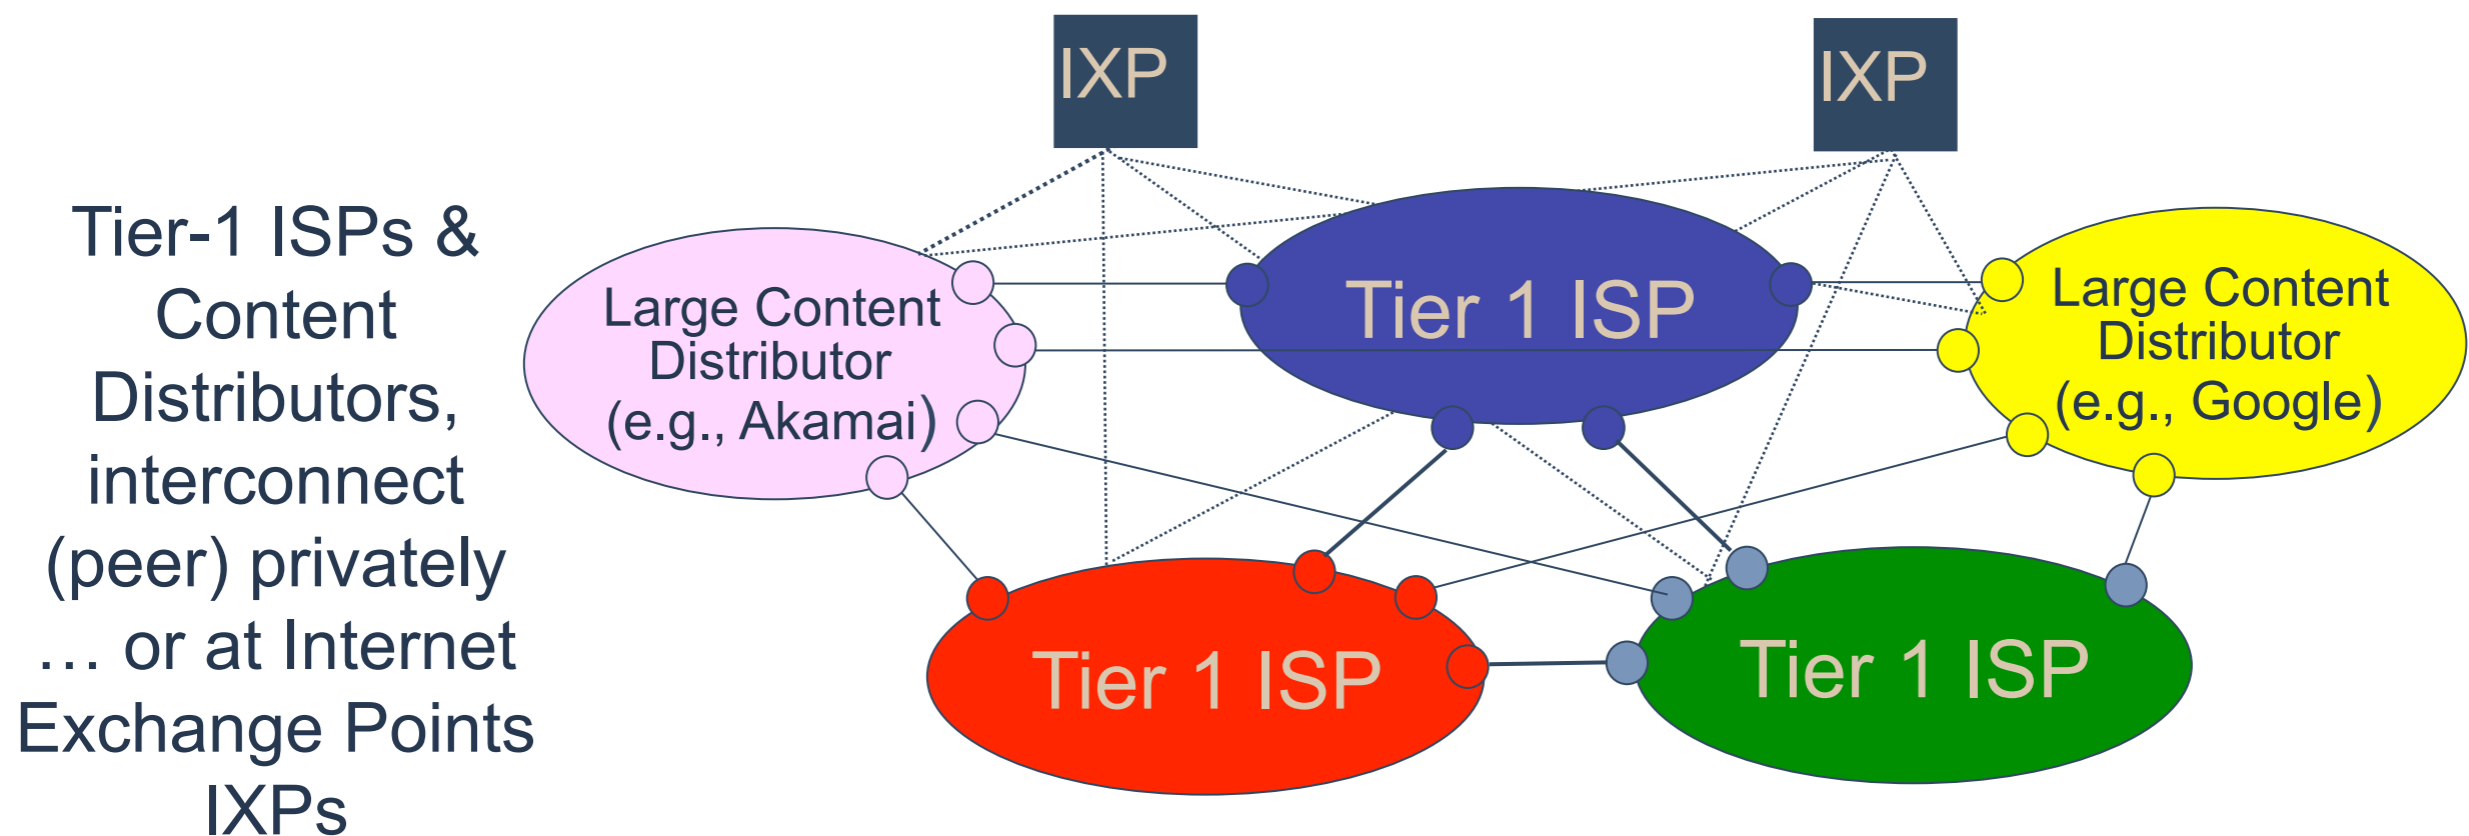 IXP
IXP
Tier-1 ISPs &
Content
Distributors,
interconnect
(peer) privately
… or at Internet
Exchange Points
IXPs
Large Content
Distributor
(e.g., Akamai)
Tier 1 ISP
Large Content
Distributor
(e.g., Google)
Tier 1 ISP
Tier 1 ISP